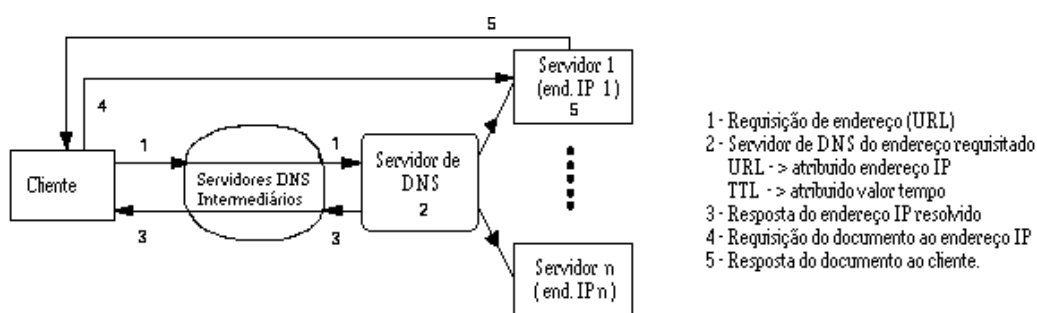 5
Servidor 1
(end. IP 1)
5
4
1
1
Cliente
Servidores DNS
Intermediários
Servidor de
DNS
2
3
3
Servidor n
( end. IP n )
1 - Requisição de endereço (URL)
2 - Servidor de DNS do endereço requisitado
URL - > atribuido endereço IP
TTL - > atribuido valor tempo
3 - Resposta do endereço IP resolvido
4 - Requisição do documento ao endereço IP
5 - Resposta do documento ao cliente.